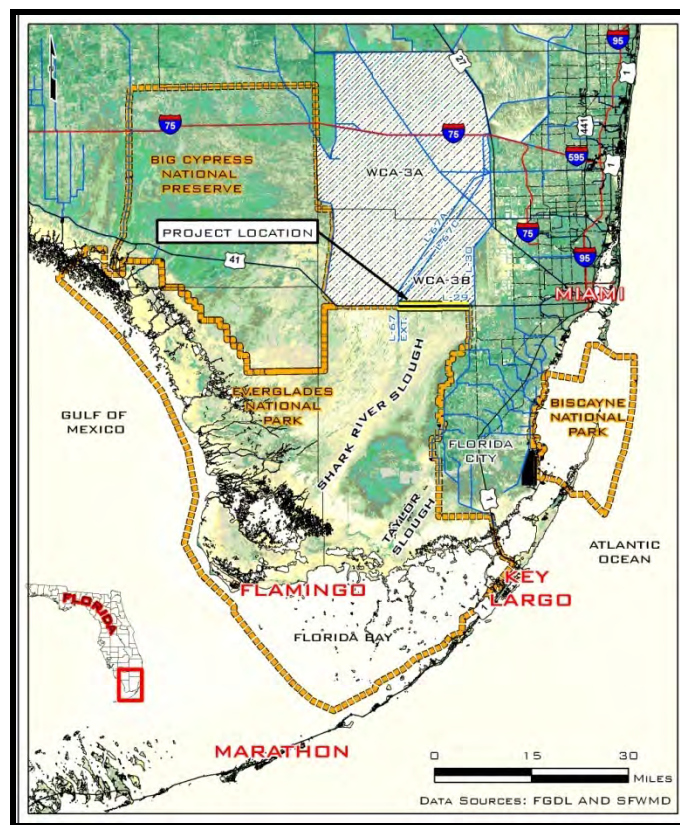 95
27
1
75
441
75
1
595
BIG CYPRESS
NATIONAL
PRESERVE
WCA-3A
L-67A
L-67C
75
PROJECT LOCATION
L-30
95
41
WCA-3B
L-29
MIAMI
L-67
EXT.
EVERGLADES
NATIONAL
PARK
SHARK RIVER SLOUGH
BISCAYNE
NATIONAL
PARK
GULF OF
MEXICO
FLORIDA
CITY
1
TAYLOR
SLOUGH
ATLANTIC
OCEAN
FLAMINGO
KEY
LARGO
FLORIDA
FLORIDA BAY
MARATHON
0 15 30
MILES
DATA SOURCES: FGDL AND SFWMD